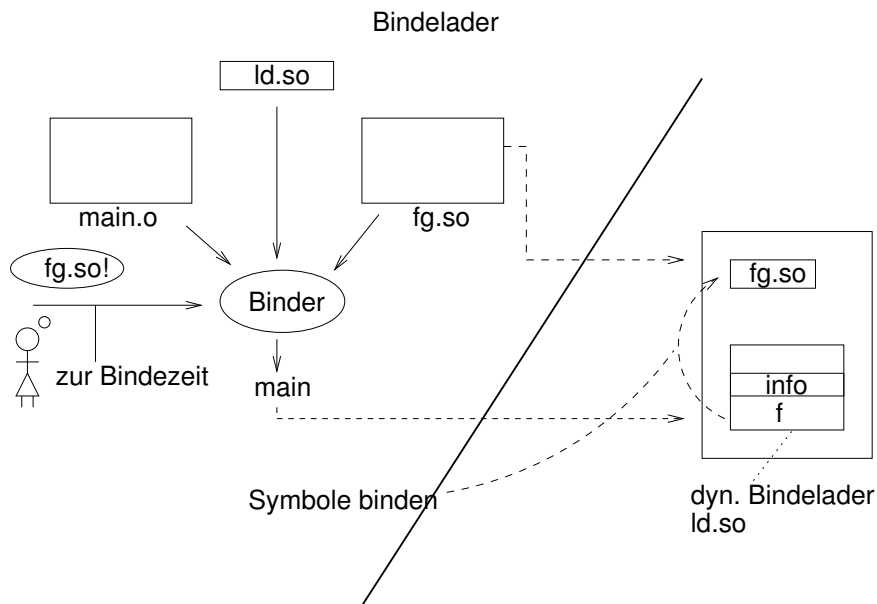 Bindelader
ld.so
main.o
fg.so
fg.so!
Binder
fg.so
zur Bindezeit
main
info
f
Symbole binden
dyn. Bindelader
ld.so